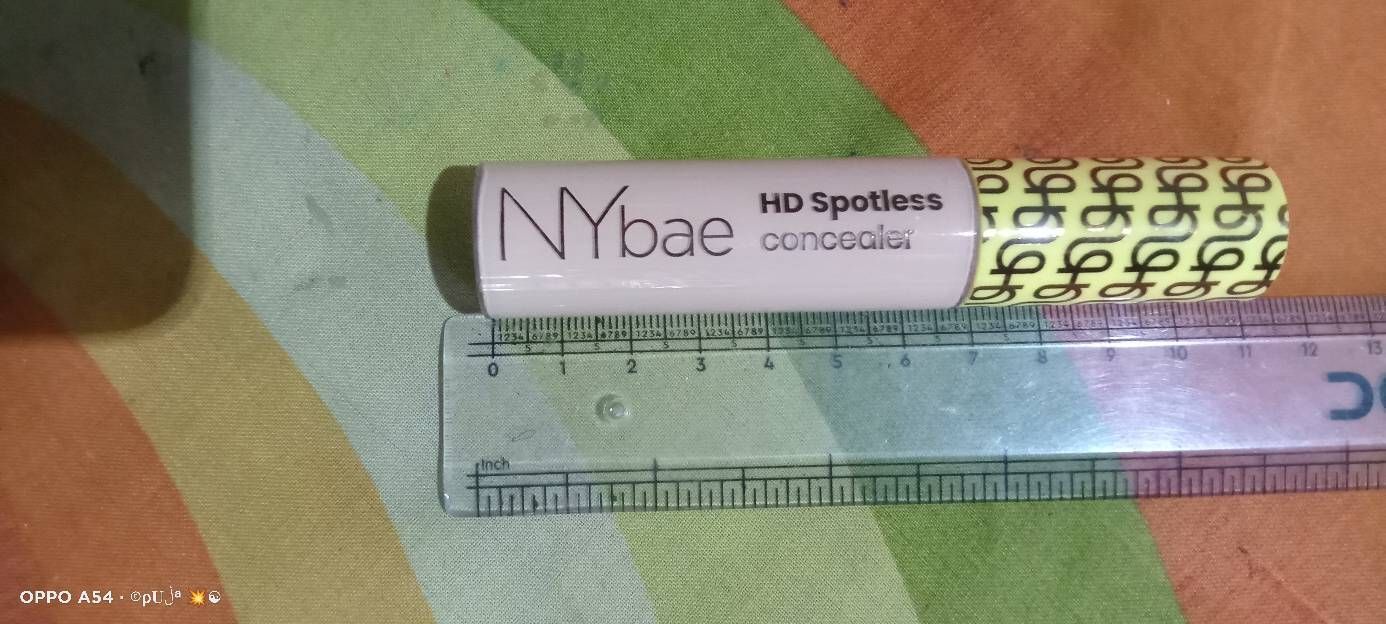 NYbae
HD Spotless
concealer
0 1 2 3 4 5 6 7 8 9 10 11 12 13
Inch
OPPO A54 · ©ρUJª 💥☯